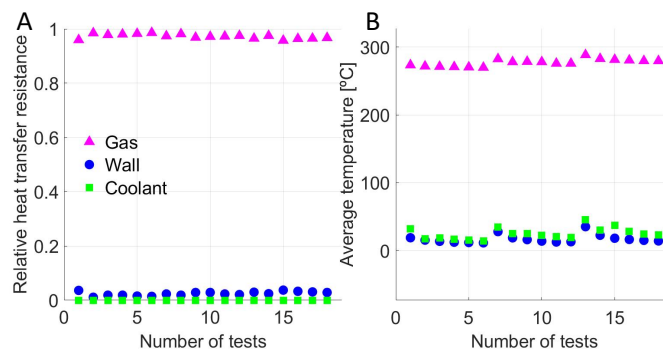 A
Relative heat transfer resistance
1
0.8
0.6
0.4
0.2
0
Gas
Wall
Coolant
0 5 10 15
Number of tests
B
Average temperature [ºC]
300
200
100
0
0 5 10 15
Number of tests